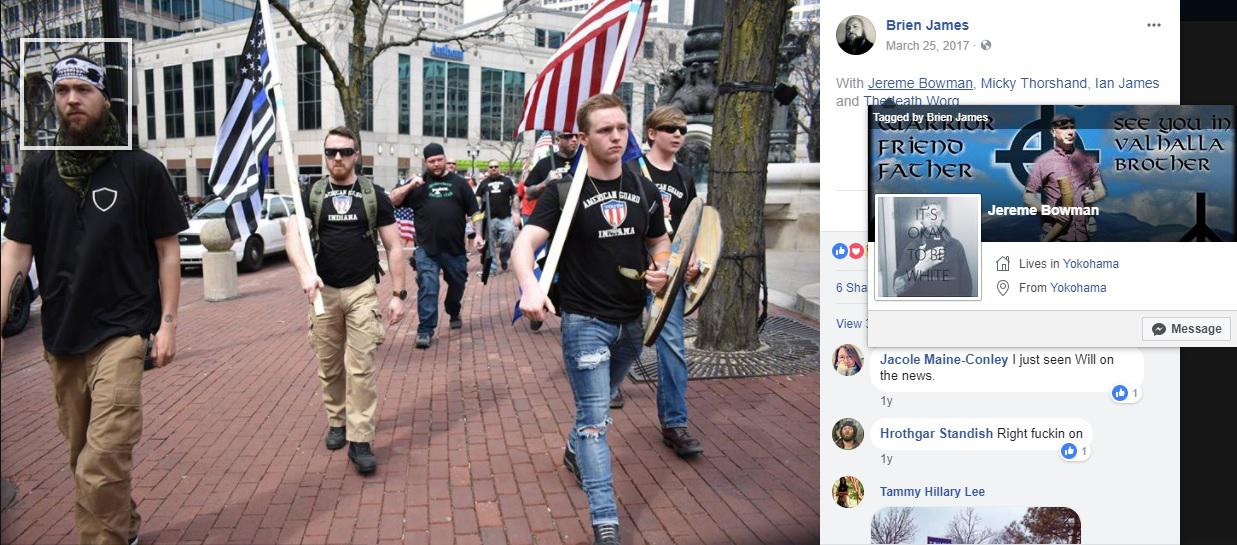 Anthem
AMERICAN GUARD
INDIANA
AMERICAN GUARD
INDIANA
AMERICAN GUARD
Brien James
March 25, 2017
With Jereme Bowman, Micky Thorshand, Ian James
and Thedeath Worg
Tagged by Brien James
WARRIOR
FRIEND
FATHER
SEE YOU IN
VALHALLA
BROTHER
IT'S
OKAY
TO BE
WHITE
Jereme Bowman
Lives in Yokohama
From Yokohama
6 Sha
View
Message
Jacole Maine-Conley I just seen Will on
the news.
1
1y
Hrothgar Standish Right fuckin on
1
1y
Tammy Hillary Lee